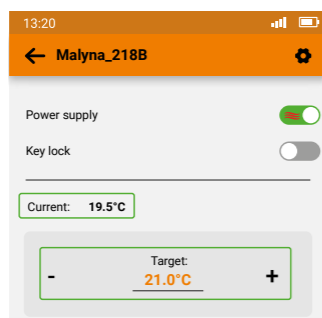 13:20
Malyna_218B
Power supply
Key lock
Current: 19.5°C
Target:
- 21.0°C +